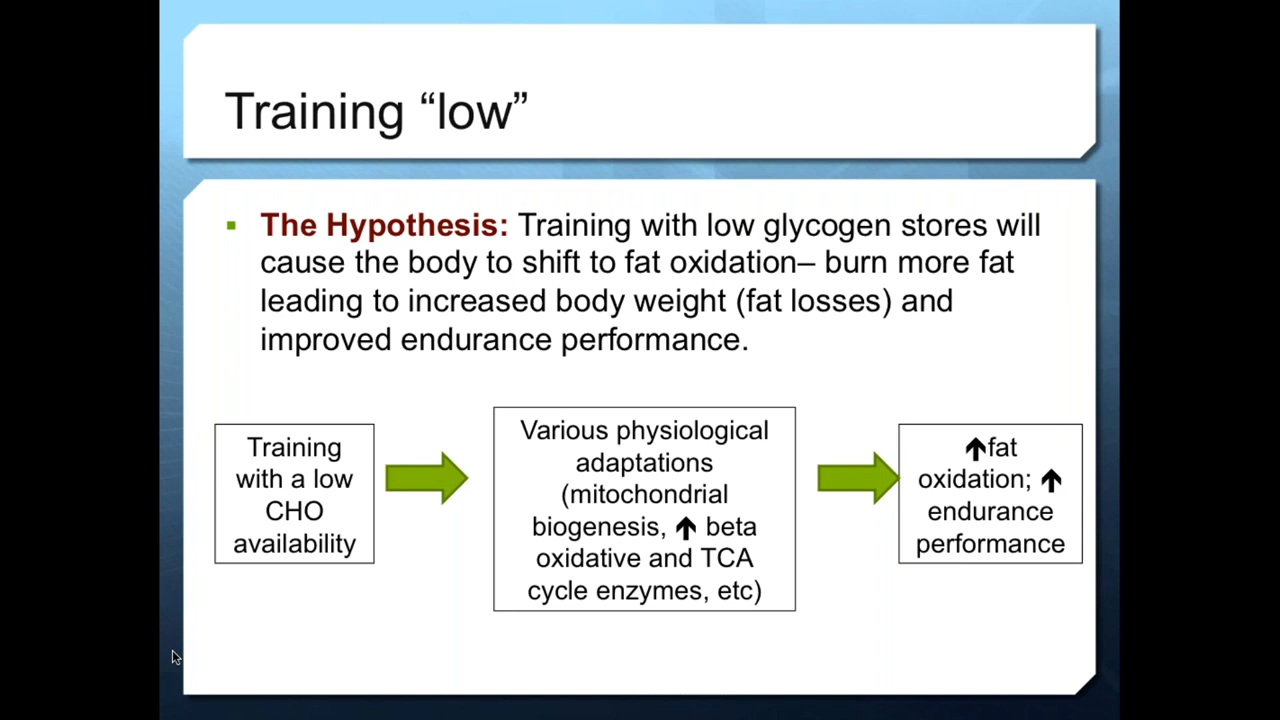 Training “low”
▪ The Hypothesis: Training with low glycogen stores will
cause the body to shift to fat oxidation– burn more fat
leading to increased body weight (fat losses) and
improved endurance performance.
Training
with a low
CHO
availability
Various physiological
adaptations
(mitochondrial
biogenesis, ↑ beta
oxidative and TCA
cycle enzymes, etc)
↑fat
oxidation; ↑
endurance
performance